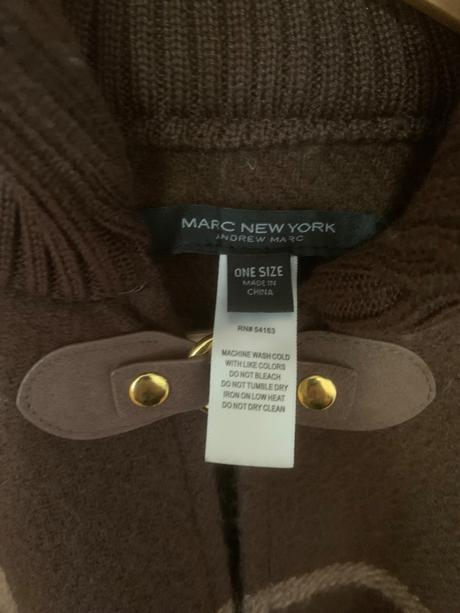 MARC NEW YORK
ANDREW MARC
ONE SIZE
MADE IN
CHINA
RN# 54163
MACHINE WASH COLD
WITH LIKE COLORS
DO NOT BLEACH
DO NOT TUMBLE DRY
IRON ON LOW HEAT
DO NOT DRY CLEAN